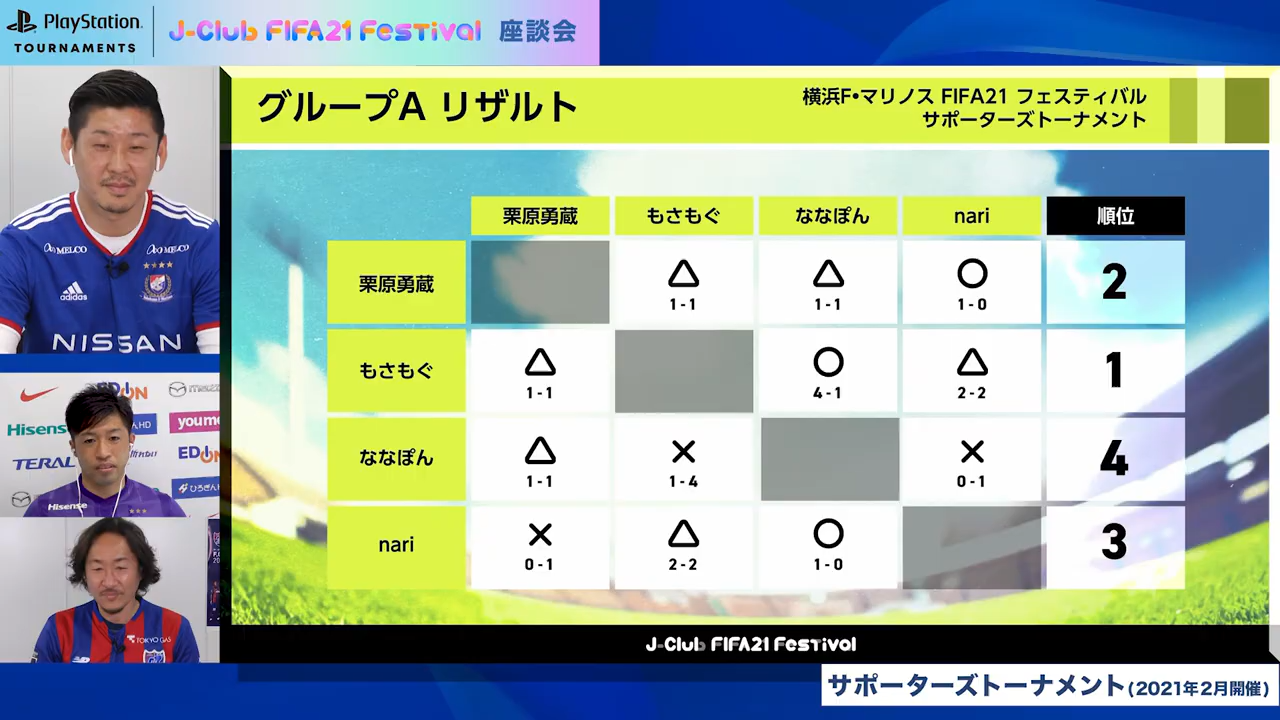 PlayStation.
TOURNAMENTS
J-Club FIFA21 Festival 座談会
グループA リザルト
横浜F•マリノス FIFA21 フェスティバル
サポーターズトーナメント
栗原勇蔵 もさもぐ ななぽん nari 順位
栗原勇蔵 △ △ ○ 2
1-1 1-1 1-0
もさもぐ △ ○ △ 1
1-1 4-1 2-2
ななぽん △ × × 4
1-1 1-4 0-1
nari × △ ○ 3
0-1 2-2 1-0
J-Club FIFA21 Festival
サポーターズトーナメント(2021年2月開催)
MELCO MELCO
adidas
NISSAN
EDION
Hisense
youme
TERAL
EDION
ひろぎん
Hisense
TOKYO GAS